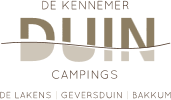 DE KENNEMER
DUIN
CAMPINGS
DE LAKENS | GEVERSDUIN | BAKKUM